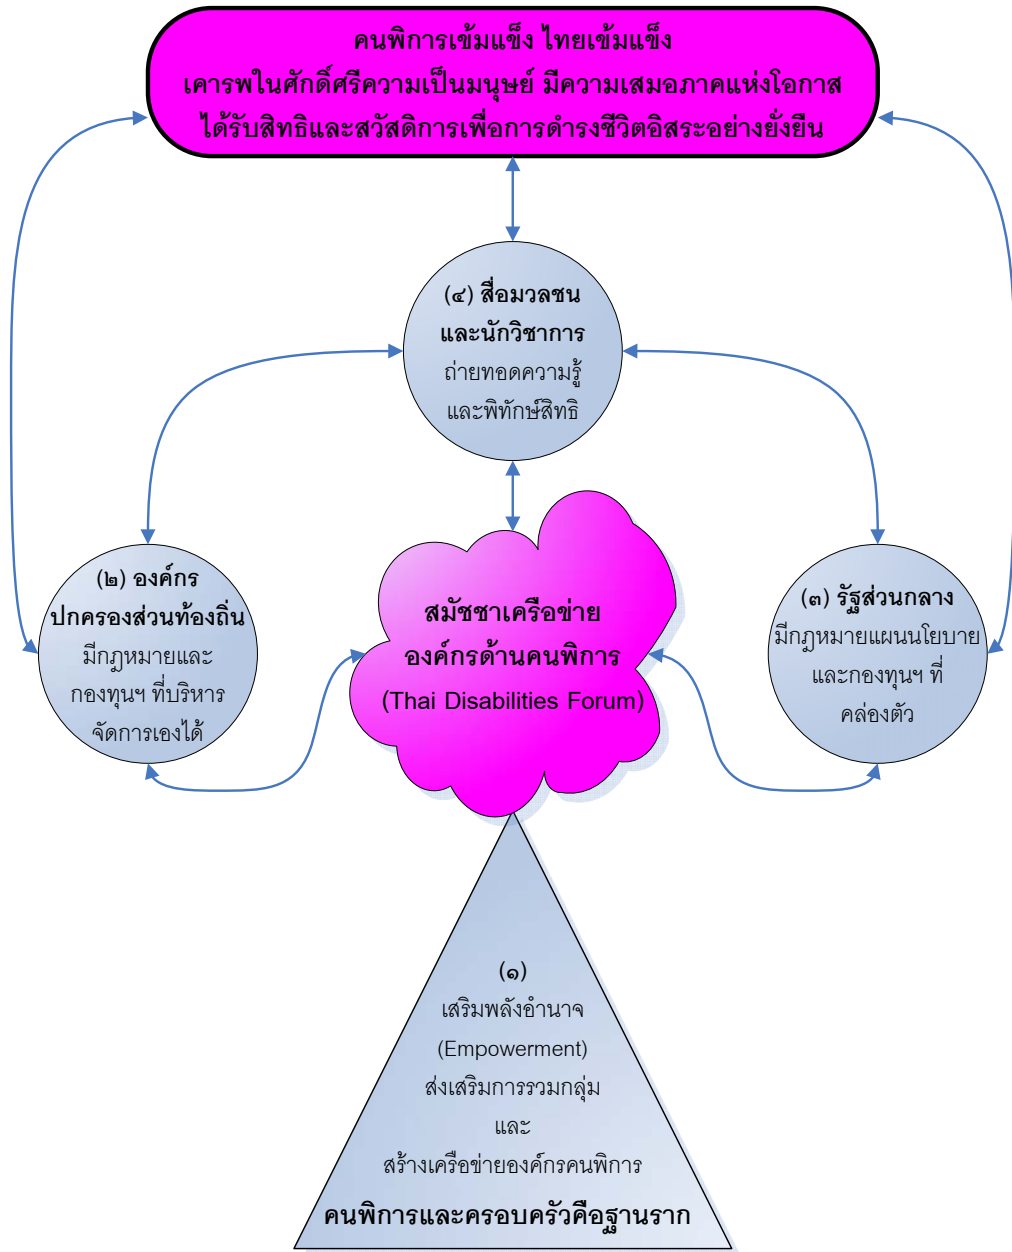 คนพิการเข้มแข็ง ไทยเข้มแข็ง
เคารพในศักดิ์ศรีความเป็นมนุษย์ มีความเสมอภาคแห่งโอกาส
ได้รับสิทธิและสวัสดิการเพื่อการดำรงชีวิตอิสระอย่างยั่งยืน
(๔) สื่อมวลชน
และนักวิชาการ
ถ่ายทอดความรู้
และพิทักษ์สิทธิ
(๒) องค์กร
ปกครองส่วนท้องถิ่น
มีกฎหมายและ
กองทุนฯ ที่บริหาร
จัดการเองได้
สมัชชาเครือข่าย
องค์กรด้านคนพิการ
(Thai Disabilities Forum)
(๓) รัฐส่วนกลาง
มีกฎหมายแผนนโยบาย
และกองทุนฯ ที่
คล่องตัว
(๑)
เสริมพลังอำนาจ
(Empowerment)
ส่งเสริมการรวมกลุ่ม
และ
สร้างเครือข่ายองค์กรคนพิการ
คนพิการและครอบครัวคือฐานราก